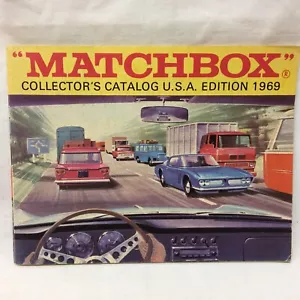 "MATCHBOX"®
COLLECTOR'S CATALOG U.S.A. EDITION 1969